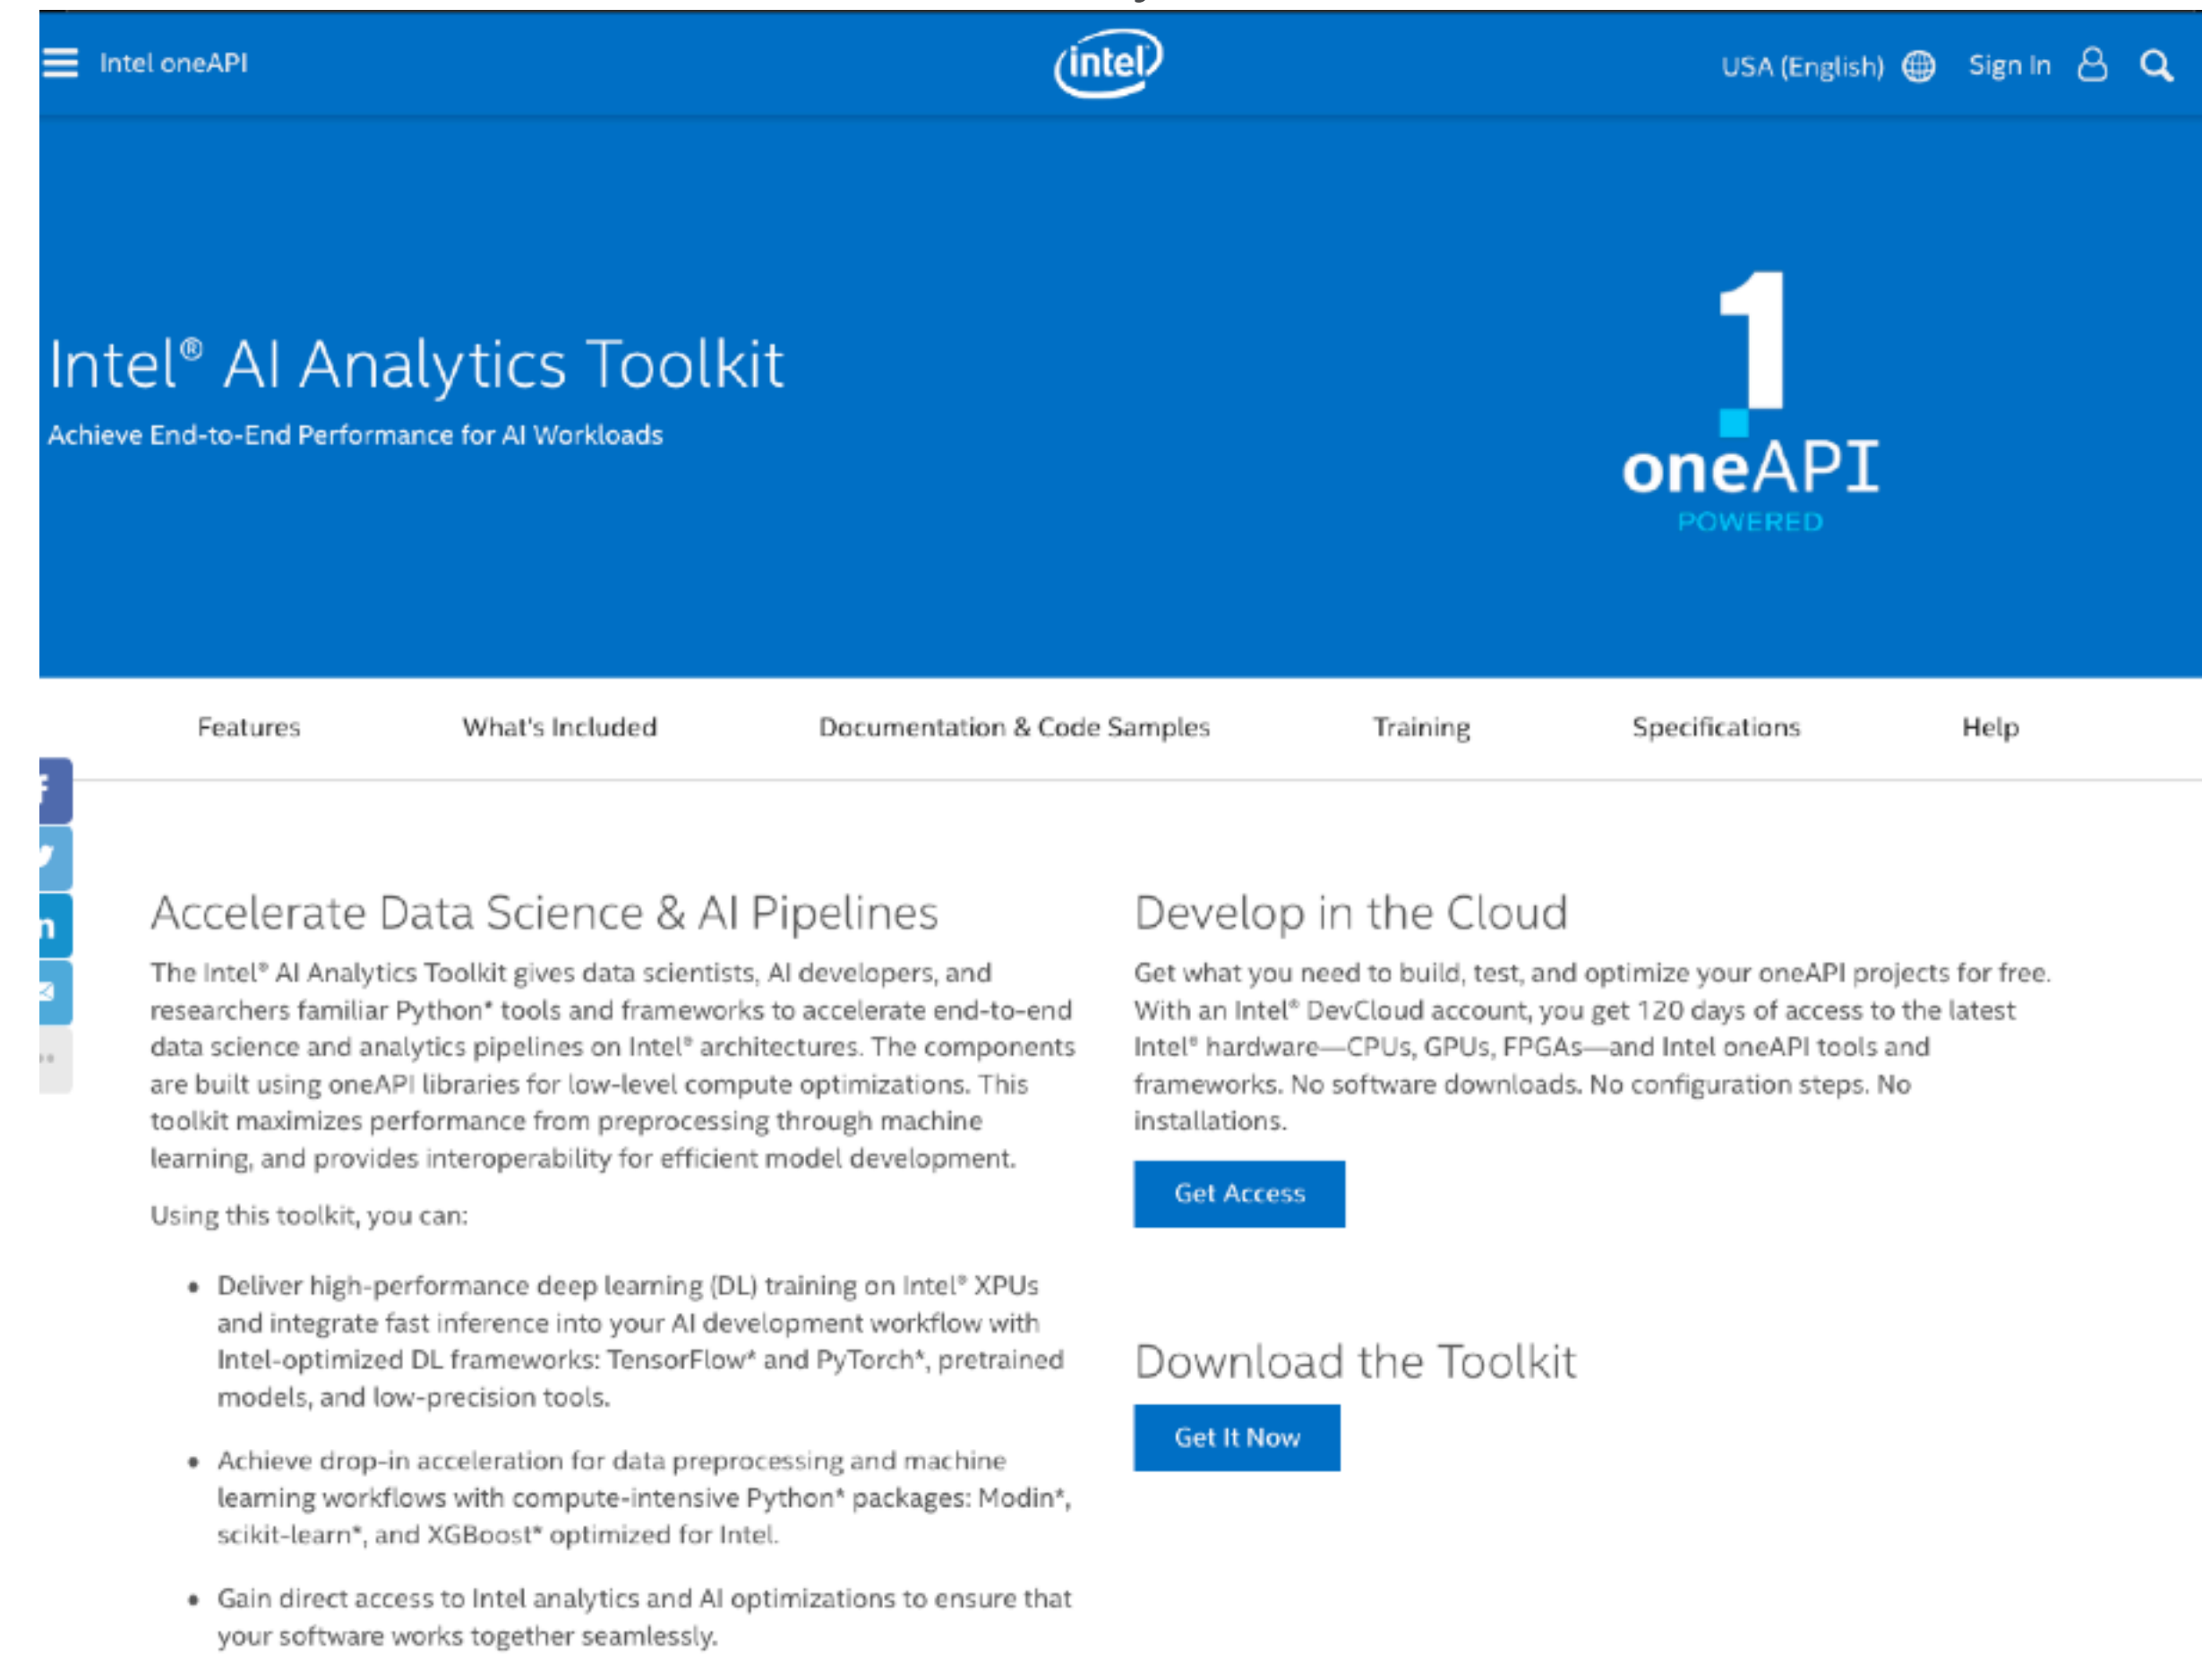 Intel oneAPI
intel
USA (English)
Sign In
Intel® AI Analytics Toolkit
Achieve End-to-End Performance for AI Workloads
1
oneAPI
POWERED
Features
What's Included
Documentation & Code Samples
Training
Specifications
Help
Accelerate Data Science & AI Pipelines
The Intel® AI Analytics Toolkit gives data scientists, AI developers, and
researchers familiar Python* tools and frameworks to accelerate end-to-end
data science and analytics pipelines on Intel® architectures. The components
are built using oneAPI libraries for low-level compute optimizations. This
toolkit maximizes performance from preprocessing through machine
learning, and provides interoperability for efficient model development.
Using this toolkit, you can:
• Deliver high-performance deep learning (DL) training on Intel® XPUs
and integrate fast inference into your AI development workflow with
Intel-optimized DL frameworks: TensorFlow* and PyTorch*, pretrained
models, and low-precision tools.
• Achieve drop-in acceleration for data preprocessing and machine
learning workflows with compute-intensive Python* packages: Modin*,
scikit-learn*, and XGBoost* optimized for Intel.
• Gain direct access to Intel analytics and AI optimizations to ensure that
your software works together seamlessly.
Develop in the Cloud
Get what you need to build, test, and optimize your oneAPI projects for free.
With an Intel® DevCloud account, you get 120 days of access to the latest
Intel® hardware—CPUs, GPUs, FPGAs—and Intel oneAPI tools and
frameworks. No software downloads. No configuration steps. No
installations.
Get Access
Download the Toolkit
Get It Now